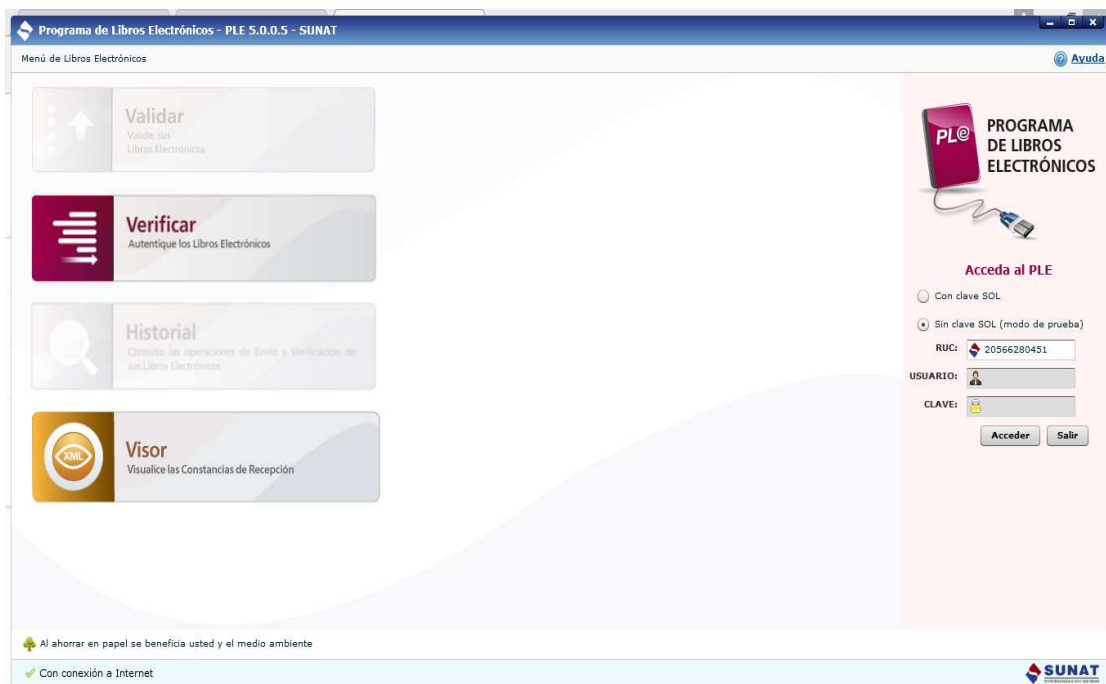 Programa de Libros Electrónicos - PLE 5.0.0.5 - SUNAT
Menú de Libros Electrónicos
Ayuda
Validar
Valide sus
Libros Electrónicos
Verificar
Autentique los Libros Electrónicos
Historial
Consulte las operaciones de Envío y Verificación de
sus Libros Electrónicos
XML
Visor
Visualice las Constancias de Recepción
PLe
PROGRAMA
DE LIBROS
ELECTRÓNICOS
Acceda al PLE
Con clave SOL
Sin clave SOL (modo de prueba)
RUC: 20566280451
USUARIO:
CLAVE:
Acceder Salir
Al ahorrar en papel se beneficia usted y el medio ambiente
Con conexión a Internet
SUNAT